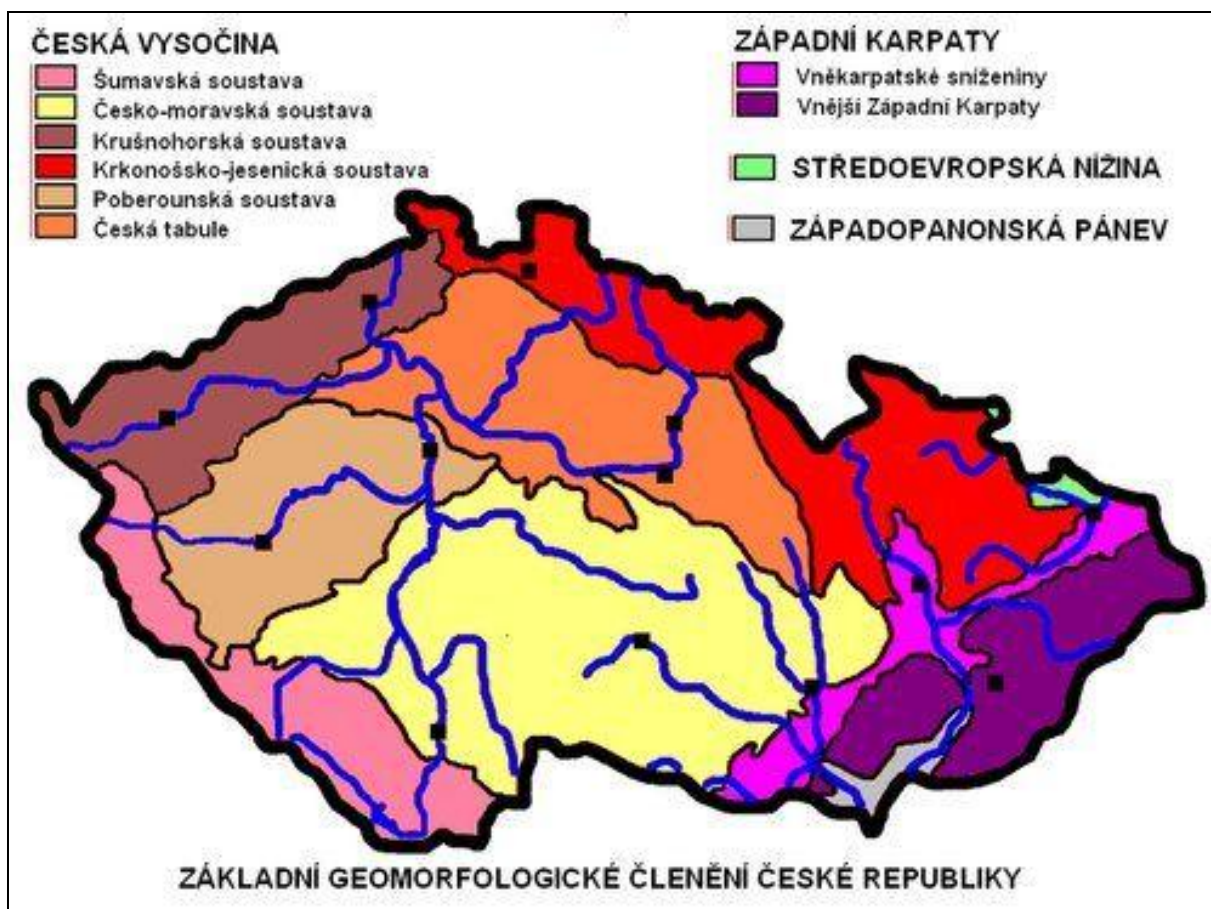 ČESKÁ VYSOČINA
Šumavská soustava
Česko-moravská soustava
Krušnohorská soustava
Krkonošsko-jesenická soustava
Poberounská soustava
Česká tabule
ZÁPADNÍ KARPATY
Vněkarpatské sníženiny
Vnější Západní Karpaty
STŘEDOEVROPSKÁ NÍŽINA
ZÁPADOPANONSKÁ PÁNEV
ZÁKLADNÍ GEOMORFOLOGICKÉ ČLENĚNÍ ČESKÉ REPUBLIKY